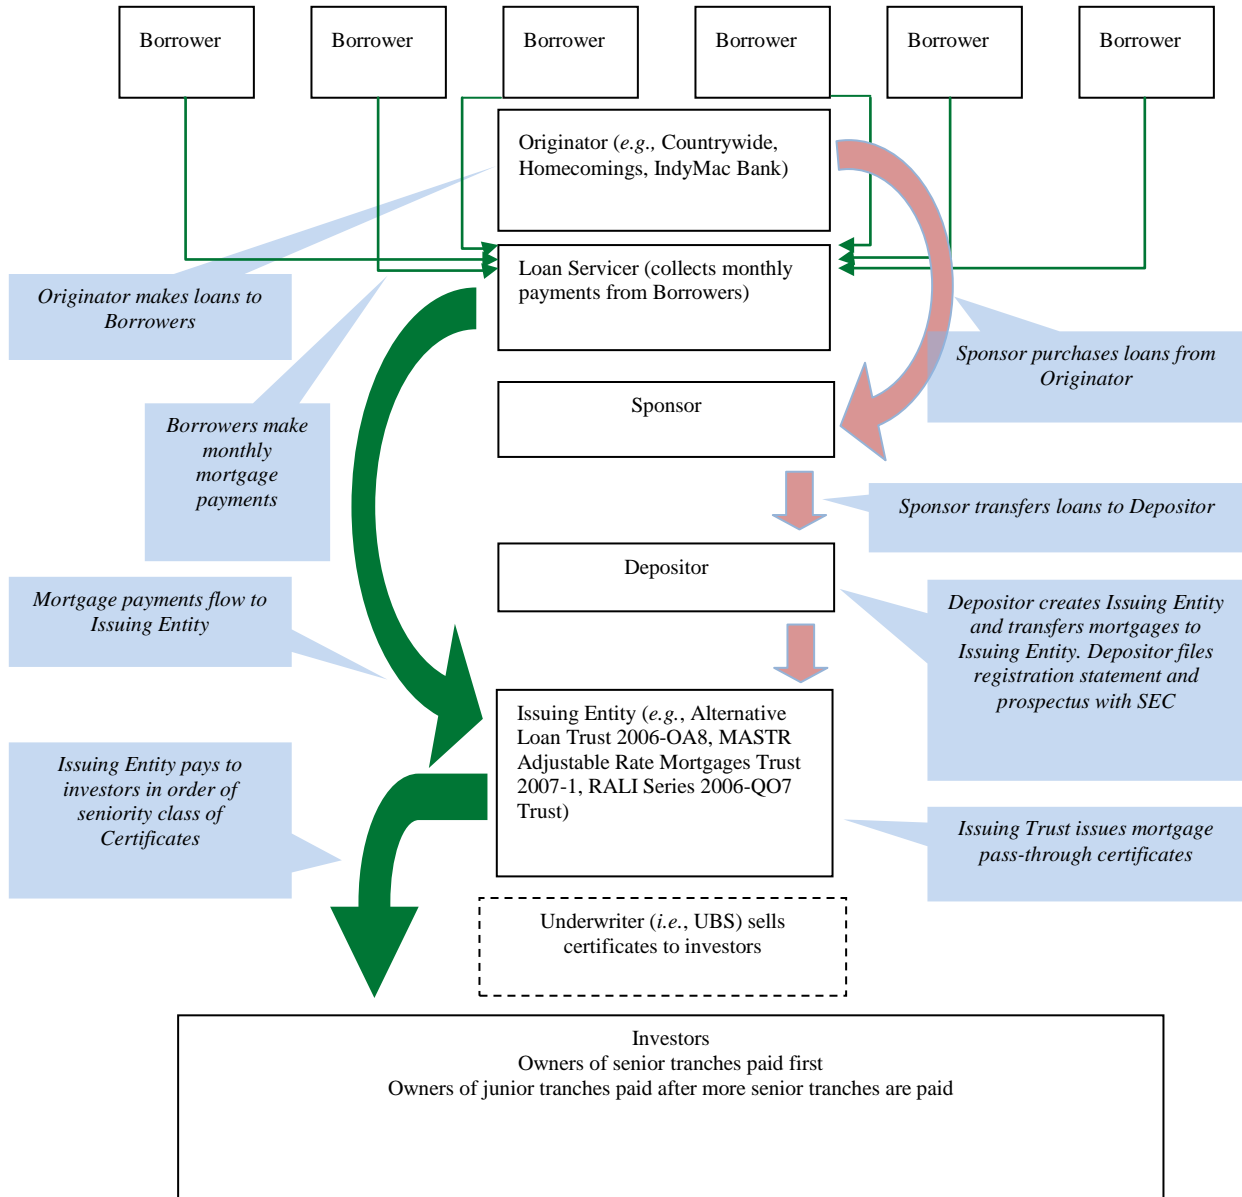 Borrower
Borrower
Borrower
Borrower
Borrower
Borrower
Originator (e.g., Countrywide,
Homecomings, IndyMac Bank)
Loan Servicer (collects monthly
payments from Borrowers)
Originator makes loans to
Borrowers
Sponsor purchases loans from
Originator
Sponsor
Borrowers make
monthly
mortgage
payments
Sponsor transfers loans to Depositor
Depositor
Mortgage payments flow to
Issuing Entity
Depositor creates Issuing Entity
and transfers mortgages to
Issuing Entity. Depositor files
registration statement and
prospectus with SEC
Issuing Entity (e.g., Alternative
Loan Trust 2006-OA8, MASTR
Adjustable Rate Mortgages Trust
2007-1, RALI Series 2006-QO7
Trust)
Issuing Entity pays to
investors in order of
seniority class of
Certificates
Issuing Trust issues mortgage
pass-through certificates
Underwriter (i.e., UBS) sells
certificates to investors
Investors
Owners of senior tranches paid first
Owners of junior tranches paid after more senior tranches are paid